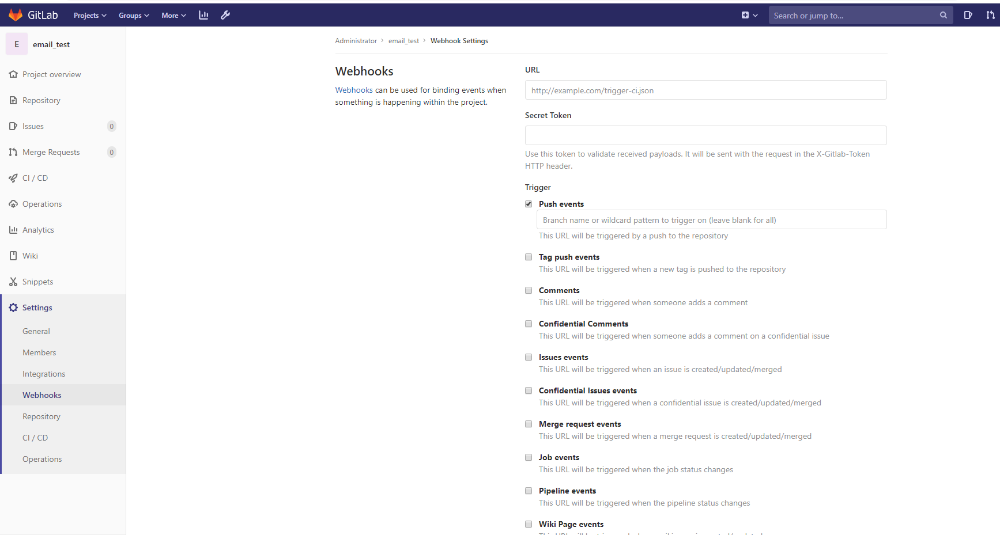 GitLab
Projects
Groups
More
Search or jump to...
E
email_test
Project overview
Repository
Issues
0
Merge Requests
0
CI / CD
Operations
Analytics
Wiki
Snippets
Settings
General
Members
Integrations
Webhooks
Repository
CI / CD
Operations
Administrator > email_test > Webhook Settings
Webhooks
Webhooks can be used for binding events when
something is happening within the project.
URL
http://example.com/trigger-ci.json
Secret Token
Use this token to validate received payloads. It will be sent with the request in the X-Gitlab-Token
HTTP header.
Trigger
Push events
Branch name or wildcard pattern to trigger on (leave blank for all)
This URL will be triggered by a push to the repository
Tag push events
This URL will be triggered when a new tag is pushed to the repository
Comments
This URL will be triggered when someone adds a comment
Confidential Comments
This URL will be triggered when someone adds a comment on a confidential issue
Issues events
This URL will be triggered when an issue is created/updated/merged
Confidential Issues events
This URL will be triggered when a confidential issue is created/updated/merged
Merge request events
This URL will be triggered when a merge request is created/updated/merged
Job events
This URL will be triggered when the job status changes
Pipeline events
This URL will be triggered when the pipeline status changes
Wiki Page events